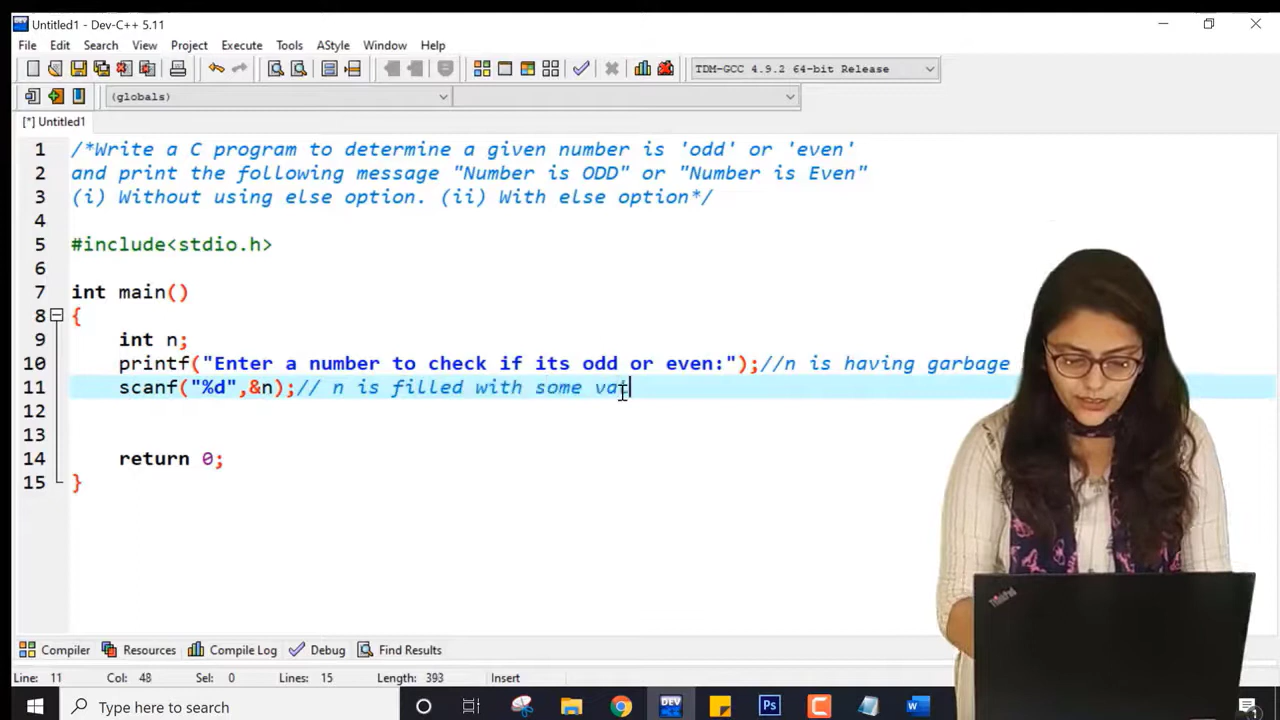 Untitled1 - Dev-C++ 5.11
File Edit Search View Project Execute Tools AStyle Window Help
TDM-GCC 4.9.2 64-bit Release
(globals)
[*] Untitled1
1 /*Write a C program to determine a given number is 'odd' or 'even'
2 and print the following message "Number is ODD" or "Number is Even"
3 (i) Without using else option. (ii) With else option*/
4
5 #include<stdio.h>
6
7 int main()
8 {
9 int n;
10 printf("Enter a number to check if its odd or even:");//n is having garbage
11 scanf("%d",&n);// n is filled with some
12
13
14 return 0;
15 }
Compiler Resources Compile Log Debug Find Results
Line: 11 Col: 48 Sel: 0 Lines: 15 Length: 393 Insert
Type here to search
DEV
Ps
ThinkPad
1